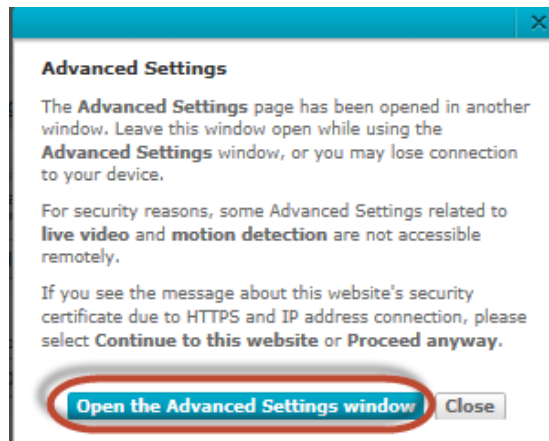 Advanced Settings
The Advanced Settings page has been opened in another
window. Leave this window open while using the
Advanced Settings window, or you may lose connection
to your device.
For security reasons, some Advanced Settings related to
live video and motion detection are not accessible
remotely.
If you see the message about this website's security
certificate due to HTTPS and IP address connection, please
select Continue to this website or Proceed anyway.
Open the Advanced Settings window Close